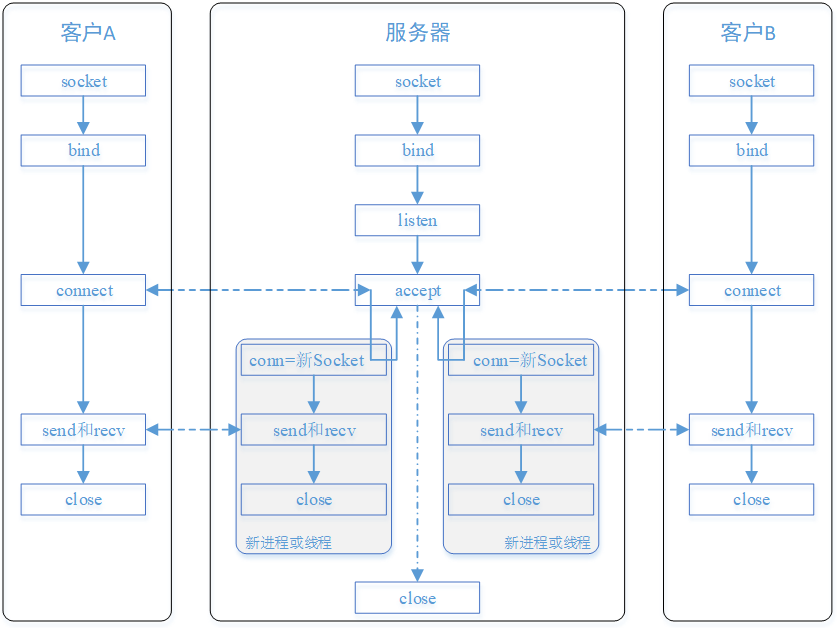 客户A
socket
bind
connect
send和recv
close
服务器
socket
bind
listen
accept
conn=新Socket
send和recv
close
新进程或线程
conn=新Socket
send和recv
close
新进程或线程
close
客户B
socket
bind
connect
send和recv
close